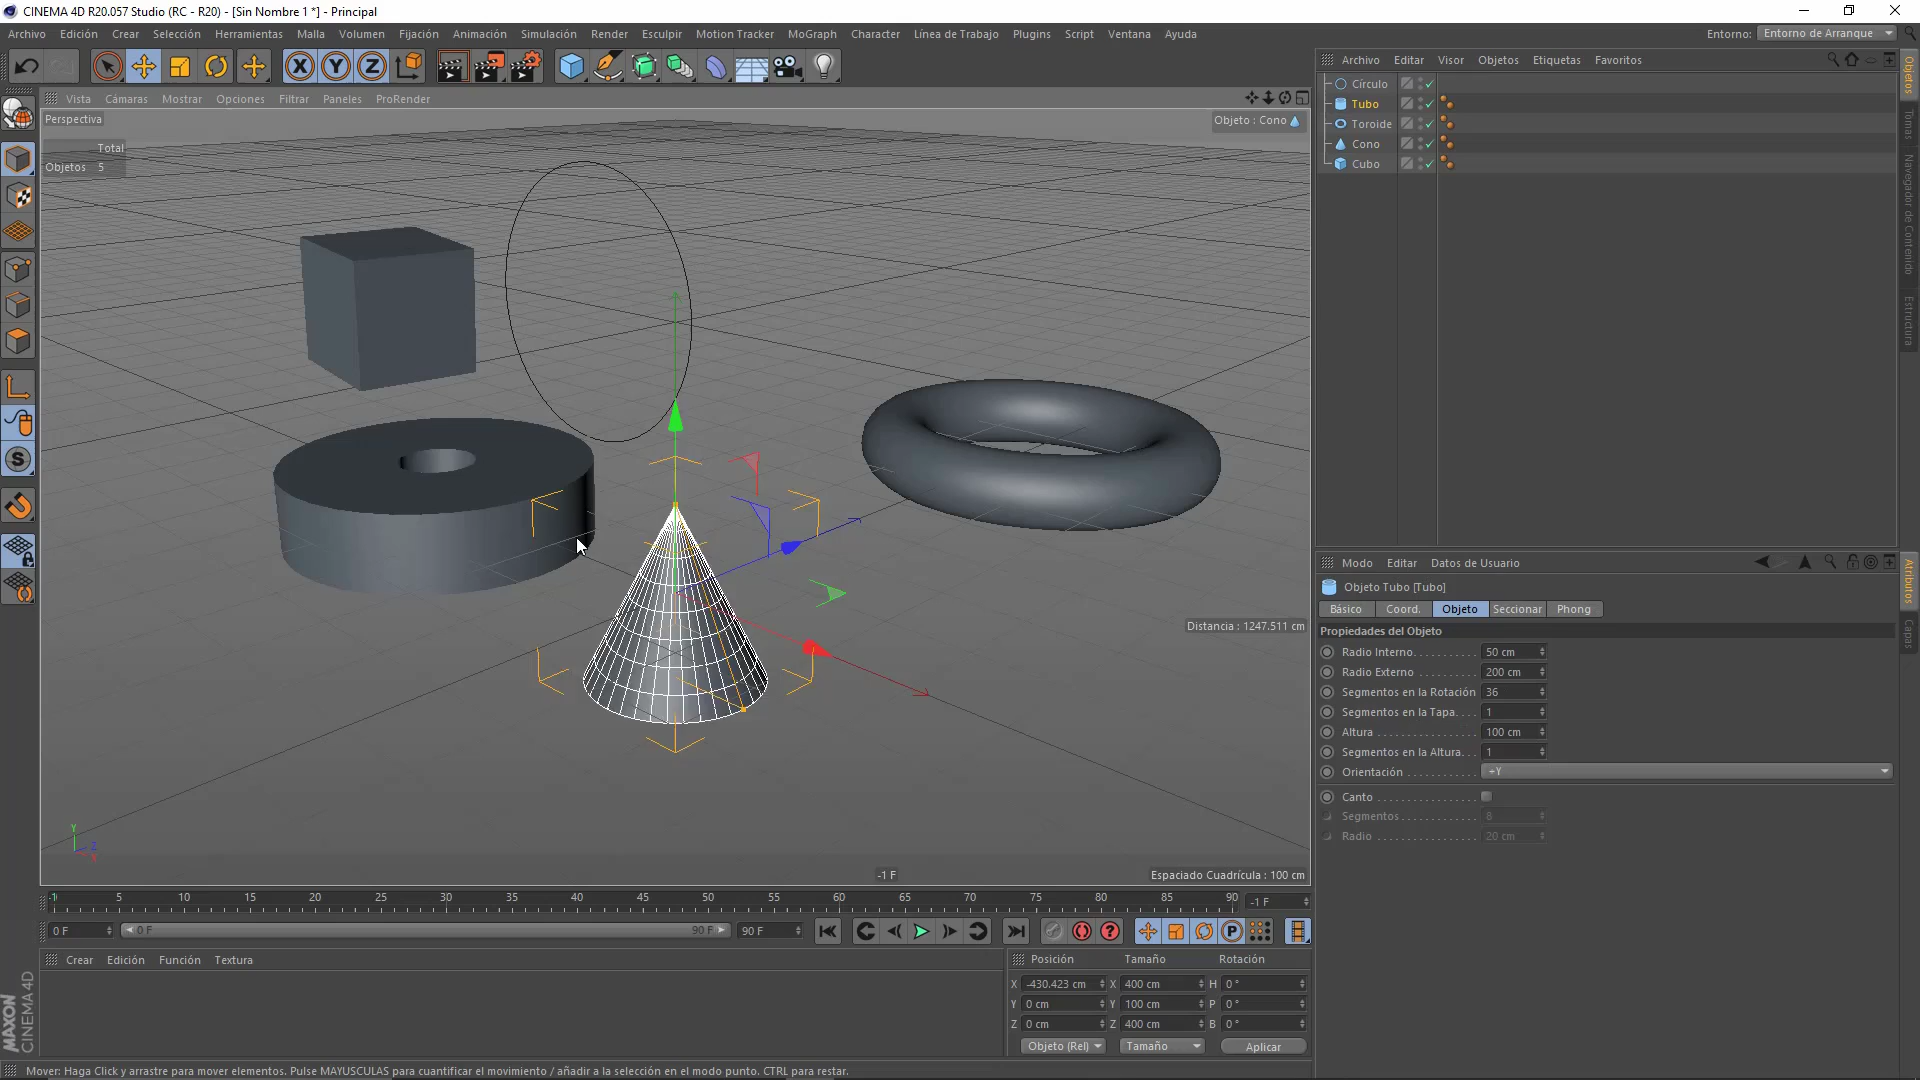 CINEMA 4D R20.057 Studio (RC - R20) - [Sin Nombre 1 *] - Principal
Archivo Edición Crear Selección Herramientas Malla Volumen Fijación Animación Simulación Render Esculpir Motion Tracker MoGraph Character Línea de Trabajo Plugins Script Ventana Ayuda Entorno: Entorno de Arranque
Archivo Editar Visor Objetos Etiquetas Favoritos
Vista Cámaras Mostrar Opciones Filtrar Paneles ProRender
Perspectiva
Objeto : Cono
Total
Objetos 5
Círculo
Tubo
Toroide
Cono
Cubo
Objetos
Tomas
Navegador de Contenido
Estructura
Modo Editar Datos de Usuario
Objeto Tubo [Tubo]
Básico Coord. Objeto Seccionar Phong
Propiedades del Objeto
Radio Interno 50 cm
Radio Externo 200 cm
Segmentos en la Rotación 36
Segmentos en la Tapa 1
Altura 100 cm
Segmentos en la Altura 1
Orientación +Y
Canto
Segmentos 8
Radio 20 cm
Atributos
Capas
Distancia : 1247.511 cm
Y
Z
X
-1 F
Espaciado Cuadrícula : 100 cm
-1 5 10 15 20 25 30 35 40 45 50 55 60 65 70 75 80 85 90 -1 F
0 F 0 F 90 F 90 F
Crear Edición Función Textura
Posición Tamaño Rotación
X -430.423 cm X 400 cm H 0 °
Y 0 cm Y 100 cm P 0 °
Z 0 cm Z 400 cm B 0 °
Objeto (Rel) Tamaño Aplicar
MAXON
CINEMA 4D
Mover: Haga Click y arrastre para mover elementos. Pulse MAYUSCULAS para cuantificar el movimiento / añadir a la selección en el modo punto. CTRL para restar.